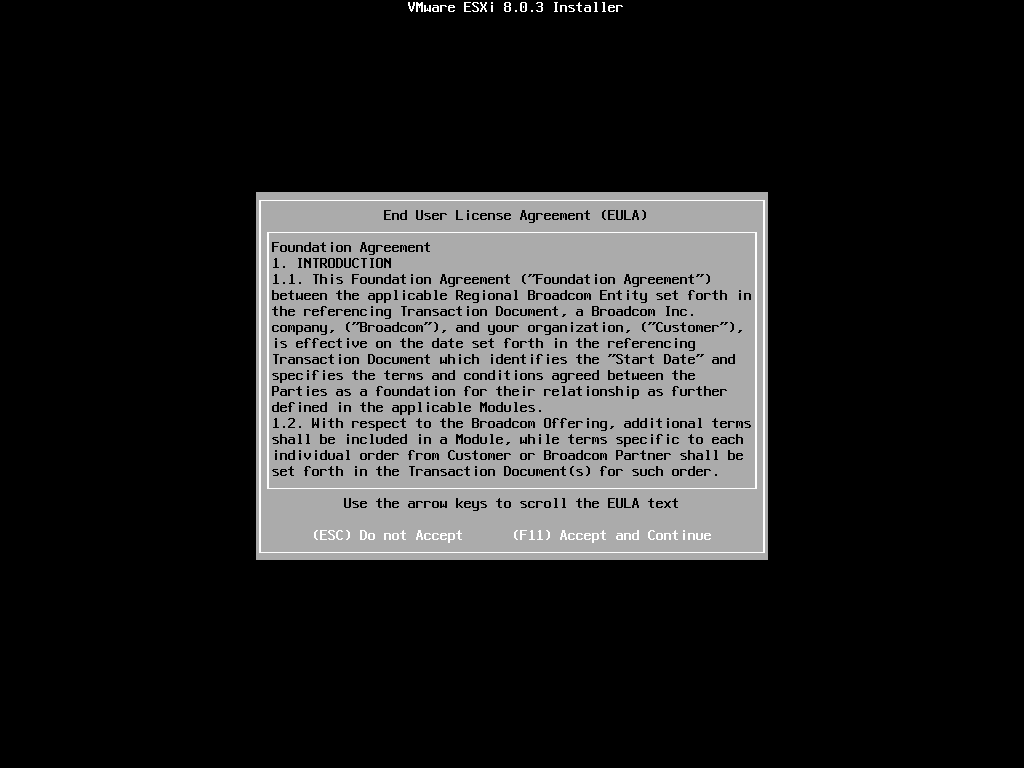 VMware ESXi 8.0.3 Installer
End User License Agreement (EULA)
Foundation Agreement
1. INTRODUCTION
1.1. This Foundation Agreement ("Foundation Agreement")
between the applicable Regional Broadcom Entity set forth in
the referencing Transaction Document, a Broadcom Inc.
company, ("Broadcom"), and your organization, ("Customer"),
is effective on the date set forth in the referencing
Transaction Document which identifies the "Start Date" and
specifies the terms and conditions agreed between the
Parties as a foundation for their relationship as further
defined in the applicable Modules.
1.2. With respect to the Broadcom Offering, additional terms
shall be included in a Module, while terms specific to each
individual order from Customer or Broadcom Partner shall be
set forth in the Transaction Document(s) for such order.
Use the arrow keys to scroll the EULA text
(ESC) Do not Accept (F11) Accept and Continue